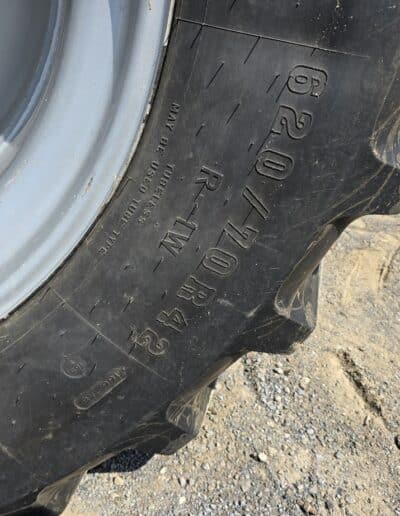 620/70R42
R-1W
TUBELESS
MAY BE USED TUBE TYPE